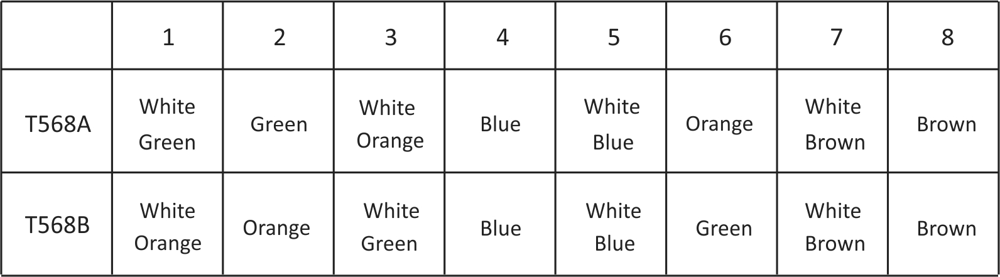 1 2 3 4 5 6 7 8
T568A White Green Green White Orange Blue White Blue Orange White Brown Brown
T568B White Orange Orange White Green Blue White Blue Green White Brown Brown